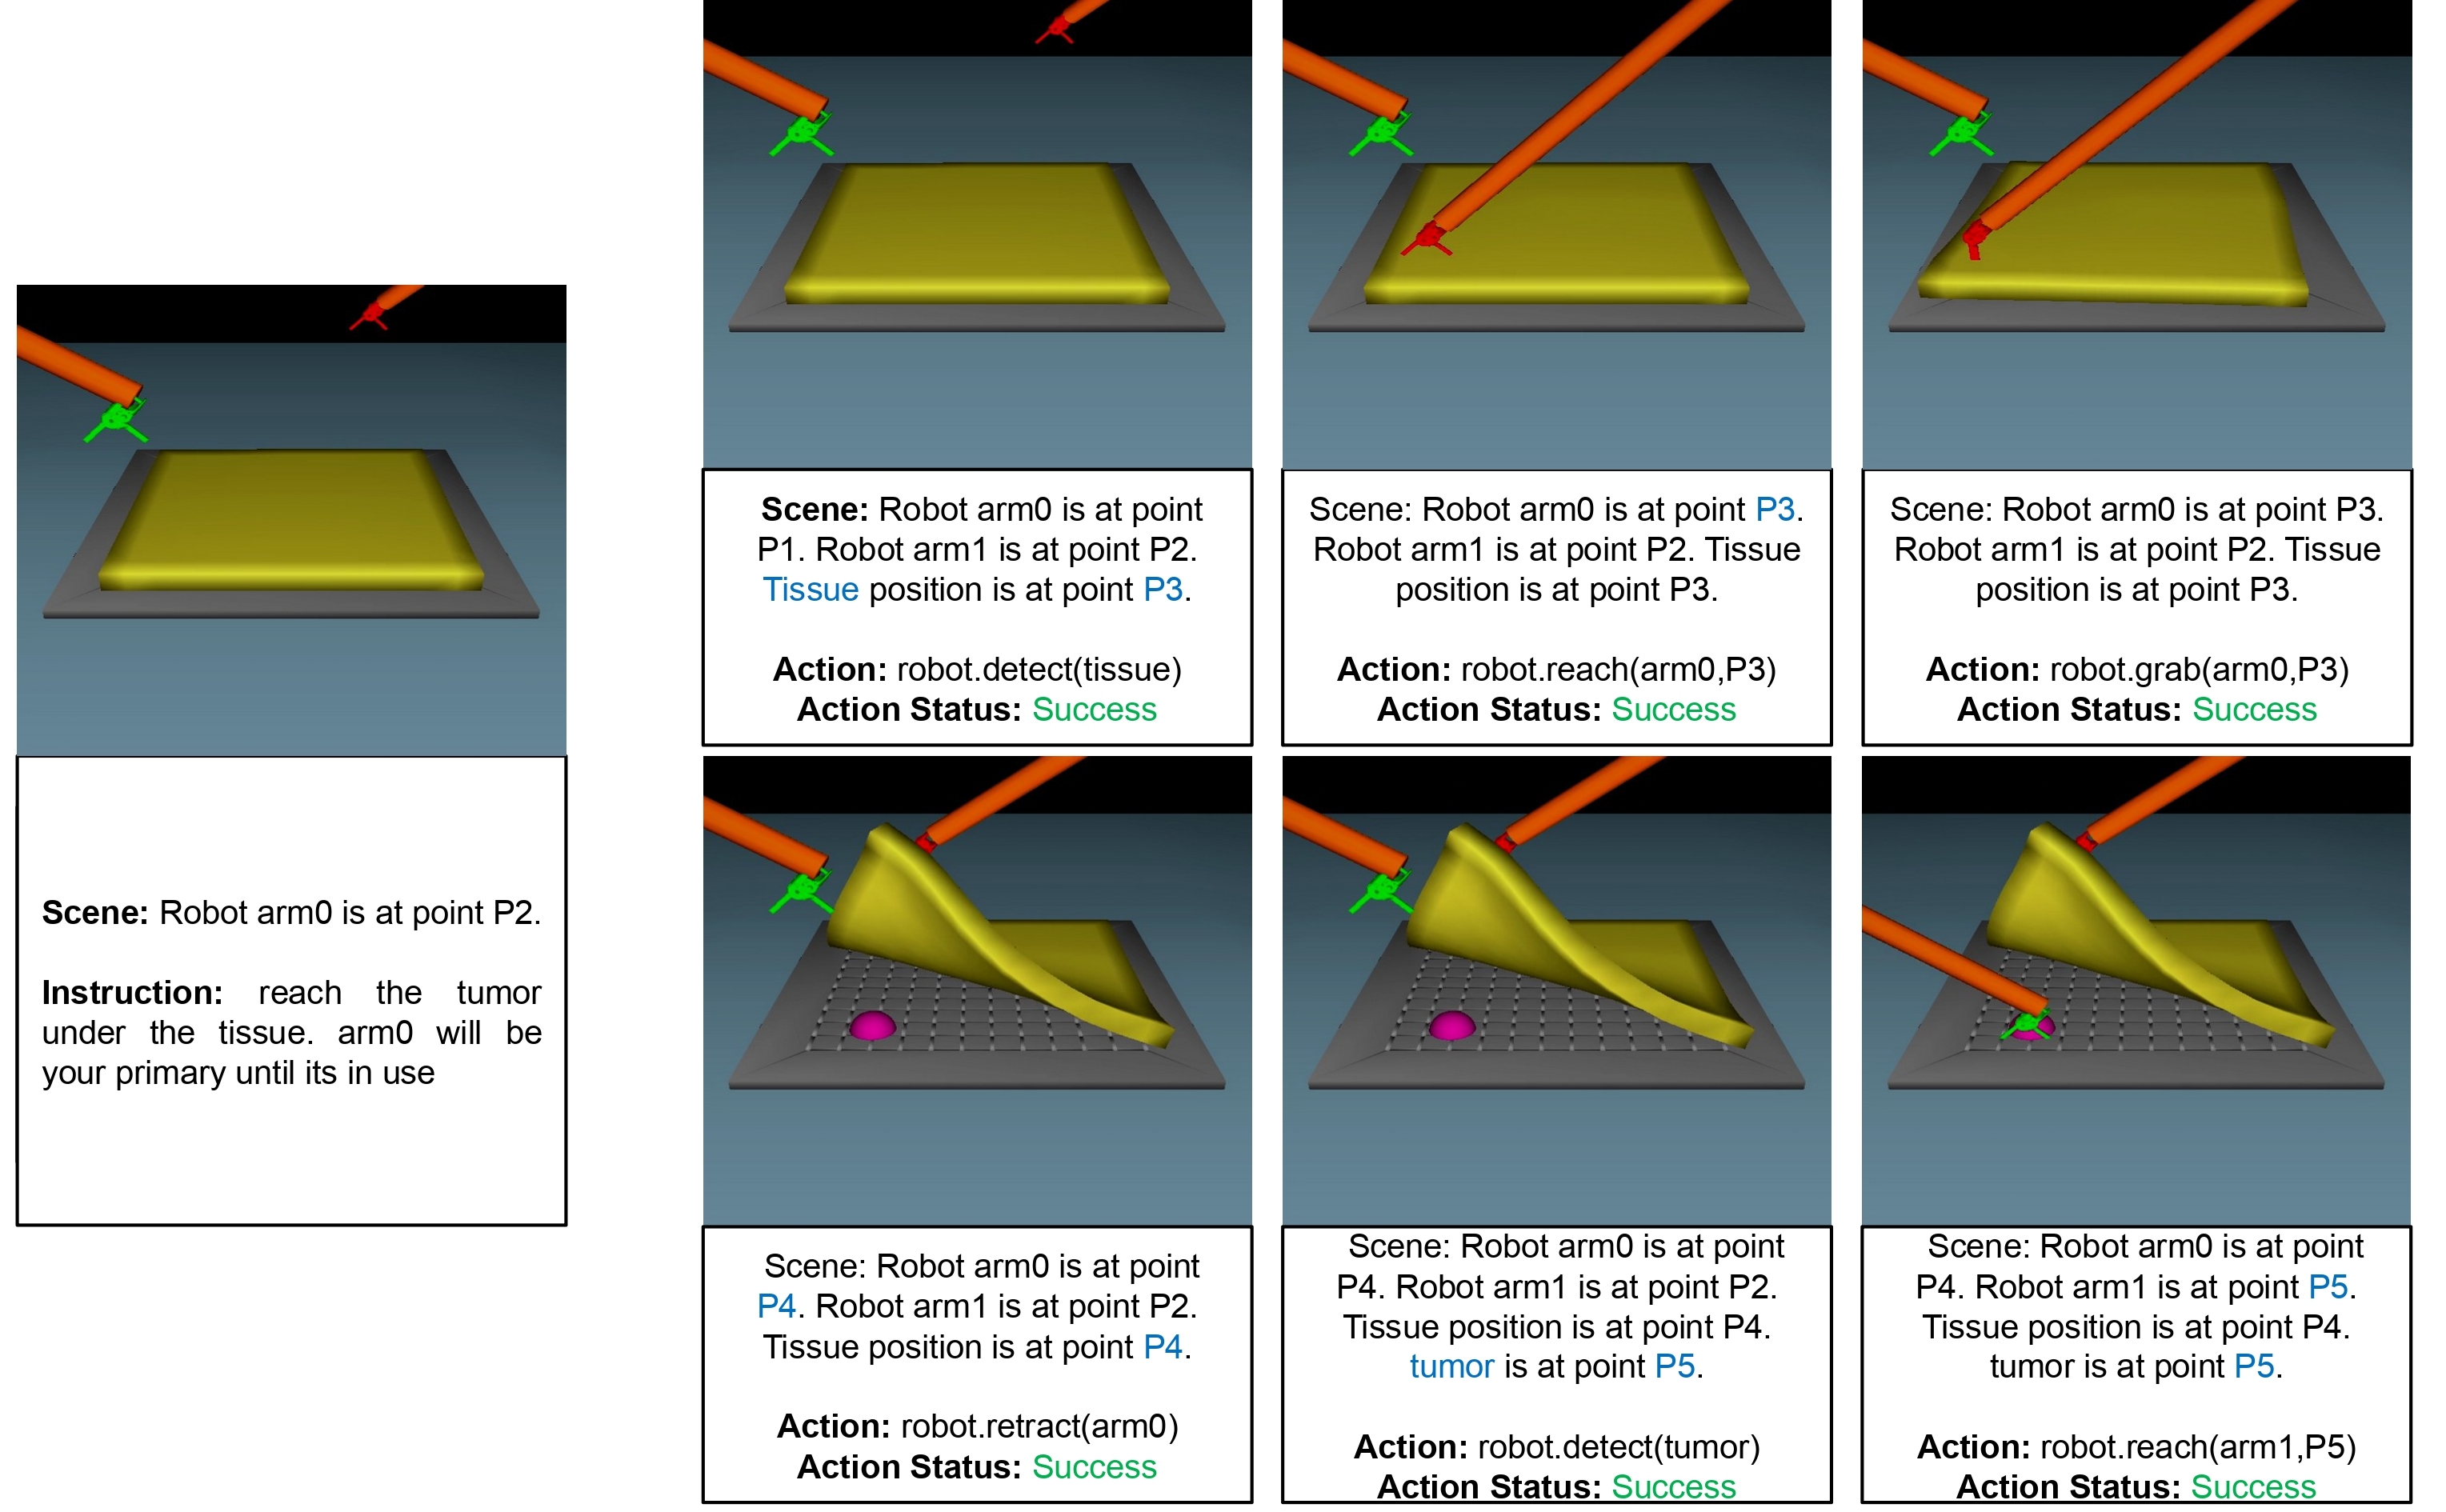 Scene: Robot arm0 is at point P2.
Instruction: reach the tumor
under the tissue. arm0 will be
your primary until its in use
Scene: Robot arm0 is at point
P1. Robot arm1 is at point P2.
Tissue position is at point P3.
Action: robot.detect(tissue)
Action Status: Success
Scene: Robot arm0 is at point P3.
Robot arm1 is at point P2. Tissue
position is at point P3.
Action: robot.reach(arm0,P3)
Action Status: Success
Scene: Robot arm0 is at point P3.
Robot arm1 is at point P2. Tissue
position is at point P3.
Action: robot.grab(arm0,P3)
Action Status: Success
Scene: Robot arm0 is at point
P4. Robot arm1 is at point P2.
Tissue position is at point P4.
Action: robot.retract(arm0)
Action Status: Success
Scene: Robot arm0 is at point
P4. Robot arm1 is at point P2.
Tissue position is at point P4.
tumor is at point P5.
Action: robot.detect(tumor)
Action Status: Success
Scene: Robot arm0 is at point
P4. Robot arm1 is at point P5.
Tissue position is at point P4.
tumor is at point P5.
Action: robot.reach(arm1,P5)
Action Status: Success